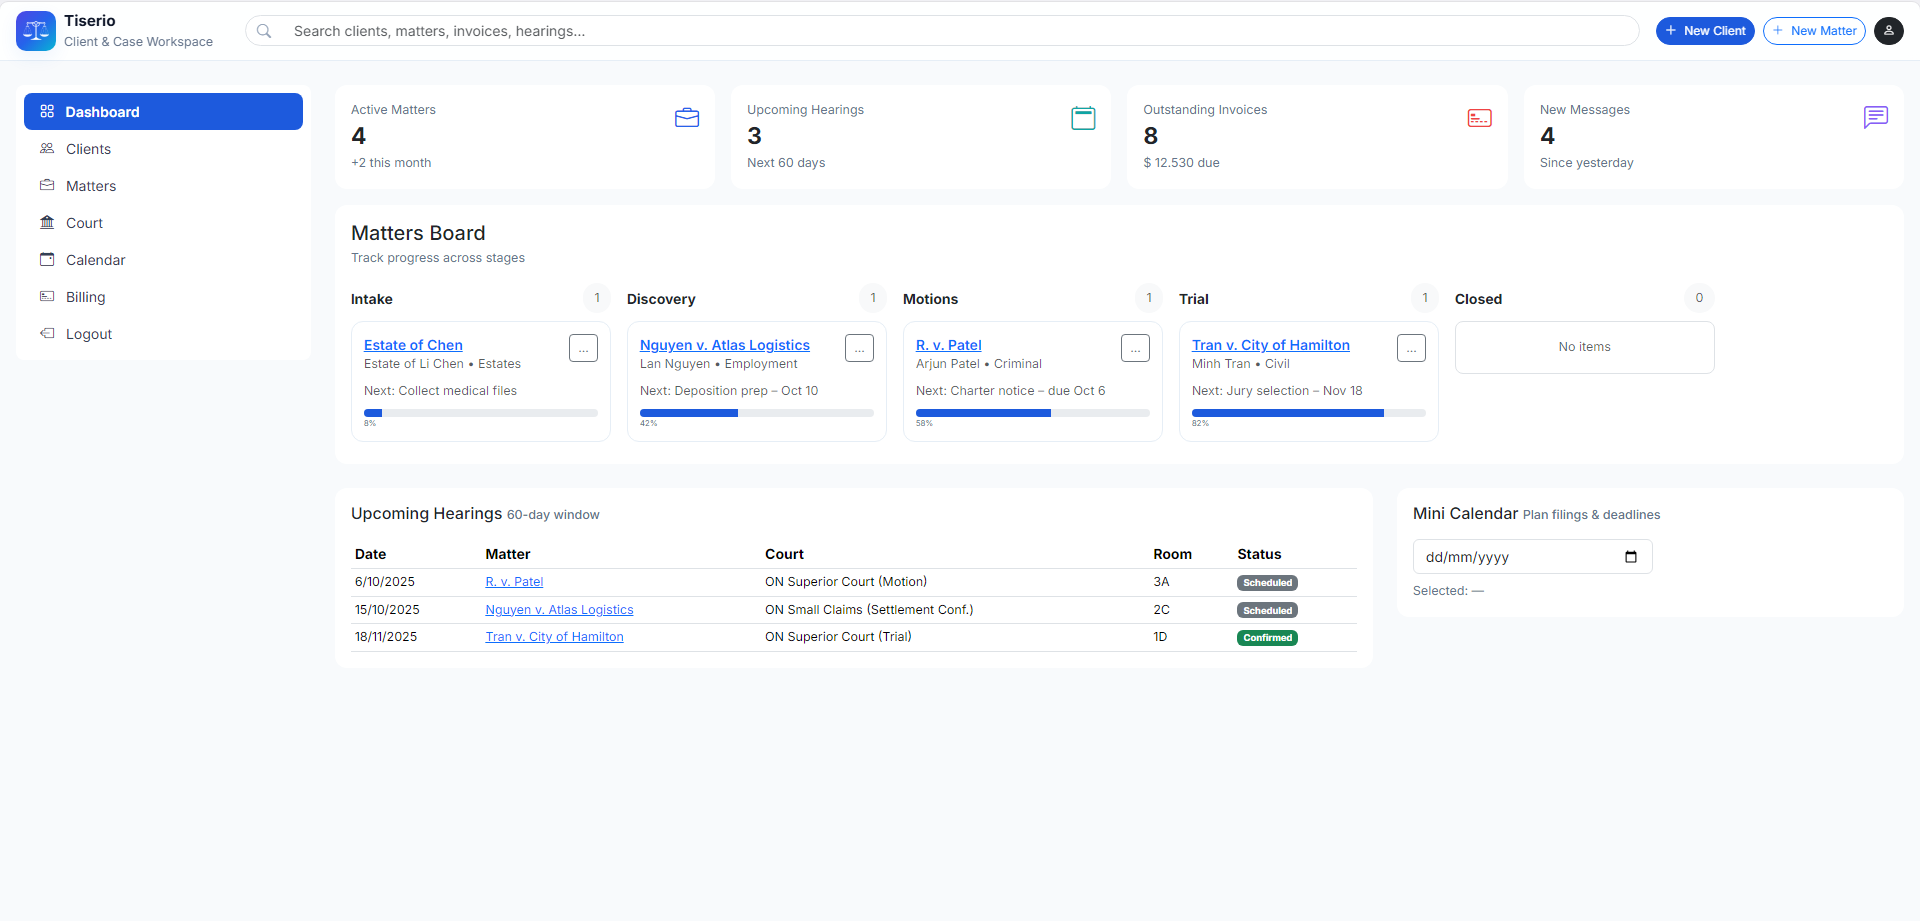 Tiserio
Client & Case Workspace
Search clients, matters, invoices, hearings...
New Client
New Matter
Dashboard
Clients
Matters
Court
Calendar
Billing
Logout
Active Matters
4
+2 this month
Upcoming Hearings
3
Next 60 days
Outstanding Invoices
8
$ 12.530 due
New Messages
4
Since yesterday
Matters Board
Track progress across stages
Intake 1
Estate of Chen ...
Estate of Li Chen • Estates
Next: Collect medical files
8%
Discovery 1
Nguyen v. Atlas Logistics ...
Lan Nguyen • Employment
Next: Deposition prep – Oct 10
42%
Motions 1
R. v. Patel ...
Arjun Patel • Criminal
Next: Charter notice – due Oct 6
58%
Trial 1
Tran v. City of Hamilton ...
Minh Tran • Civil
Next: Jury selection – Nov 18
82%
Closed 0
No items
Upcoming Hearings 60-day window
Date Matter Court Room Status
6/10/2025 R. v. Patel ON Superior Court (Motion) 3A Scheduled
15/10/2025 Nguyen v. Atlas Logistics ON Small Claims (Settlement Conf.) 2C Scheduled
18/11/2025 Tran v. City of Hamilton ON Superior Court (Trial) 1D Confirmed
Mini Calendar Plan filings & deadlines
dd/mm/yyyy
Selected: —